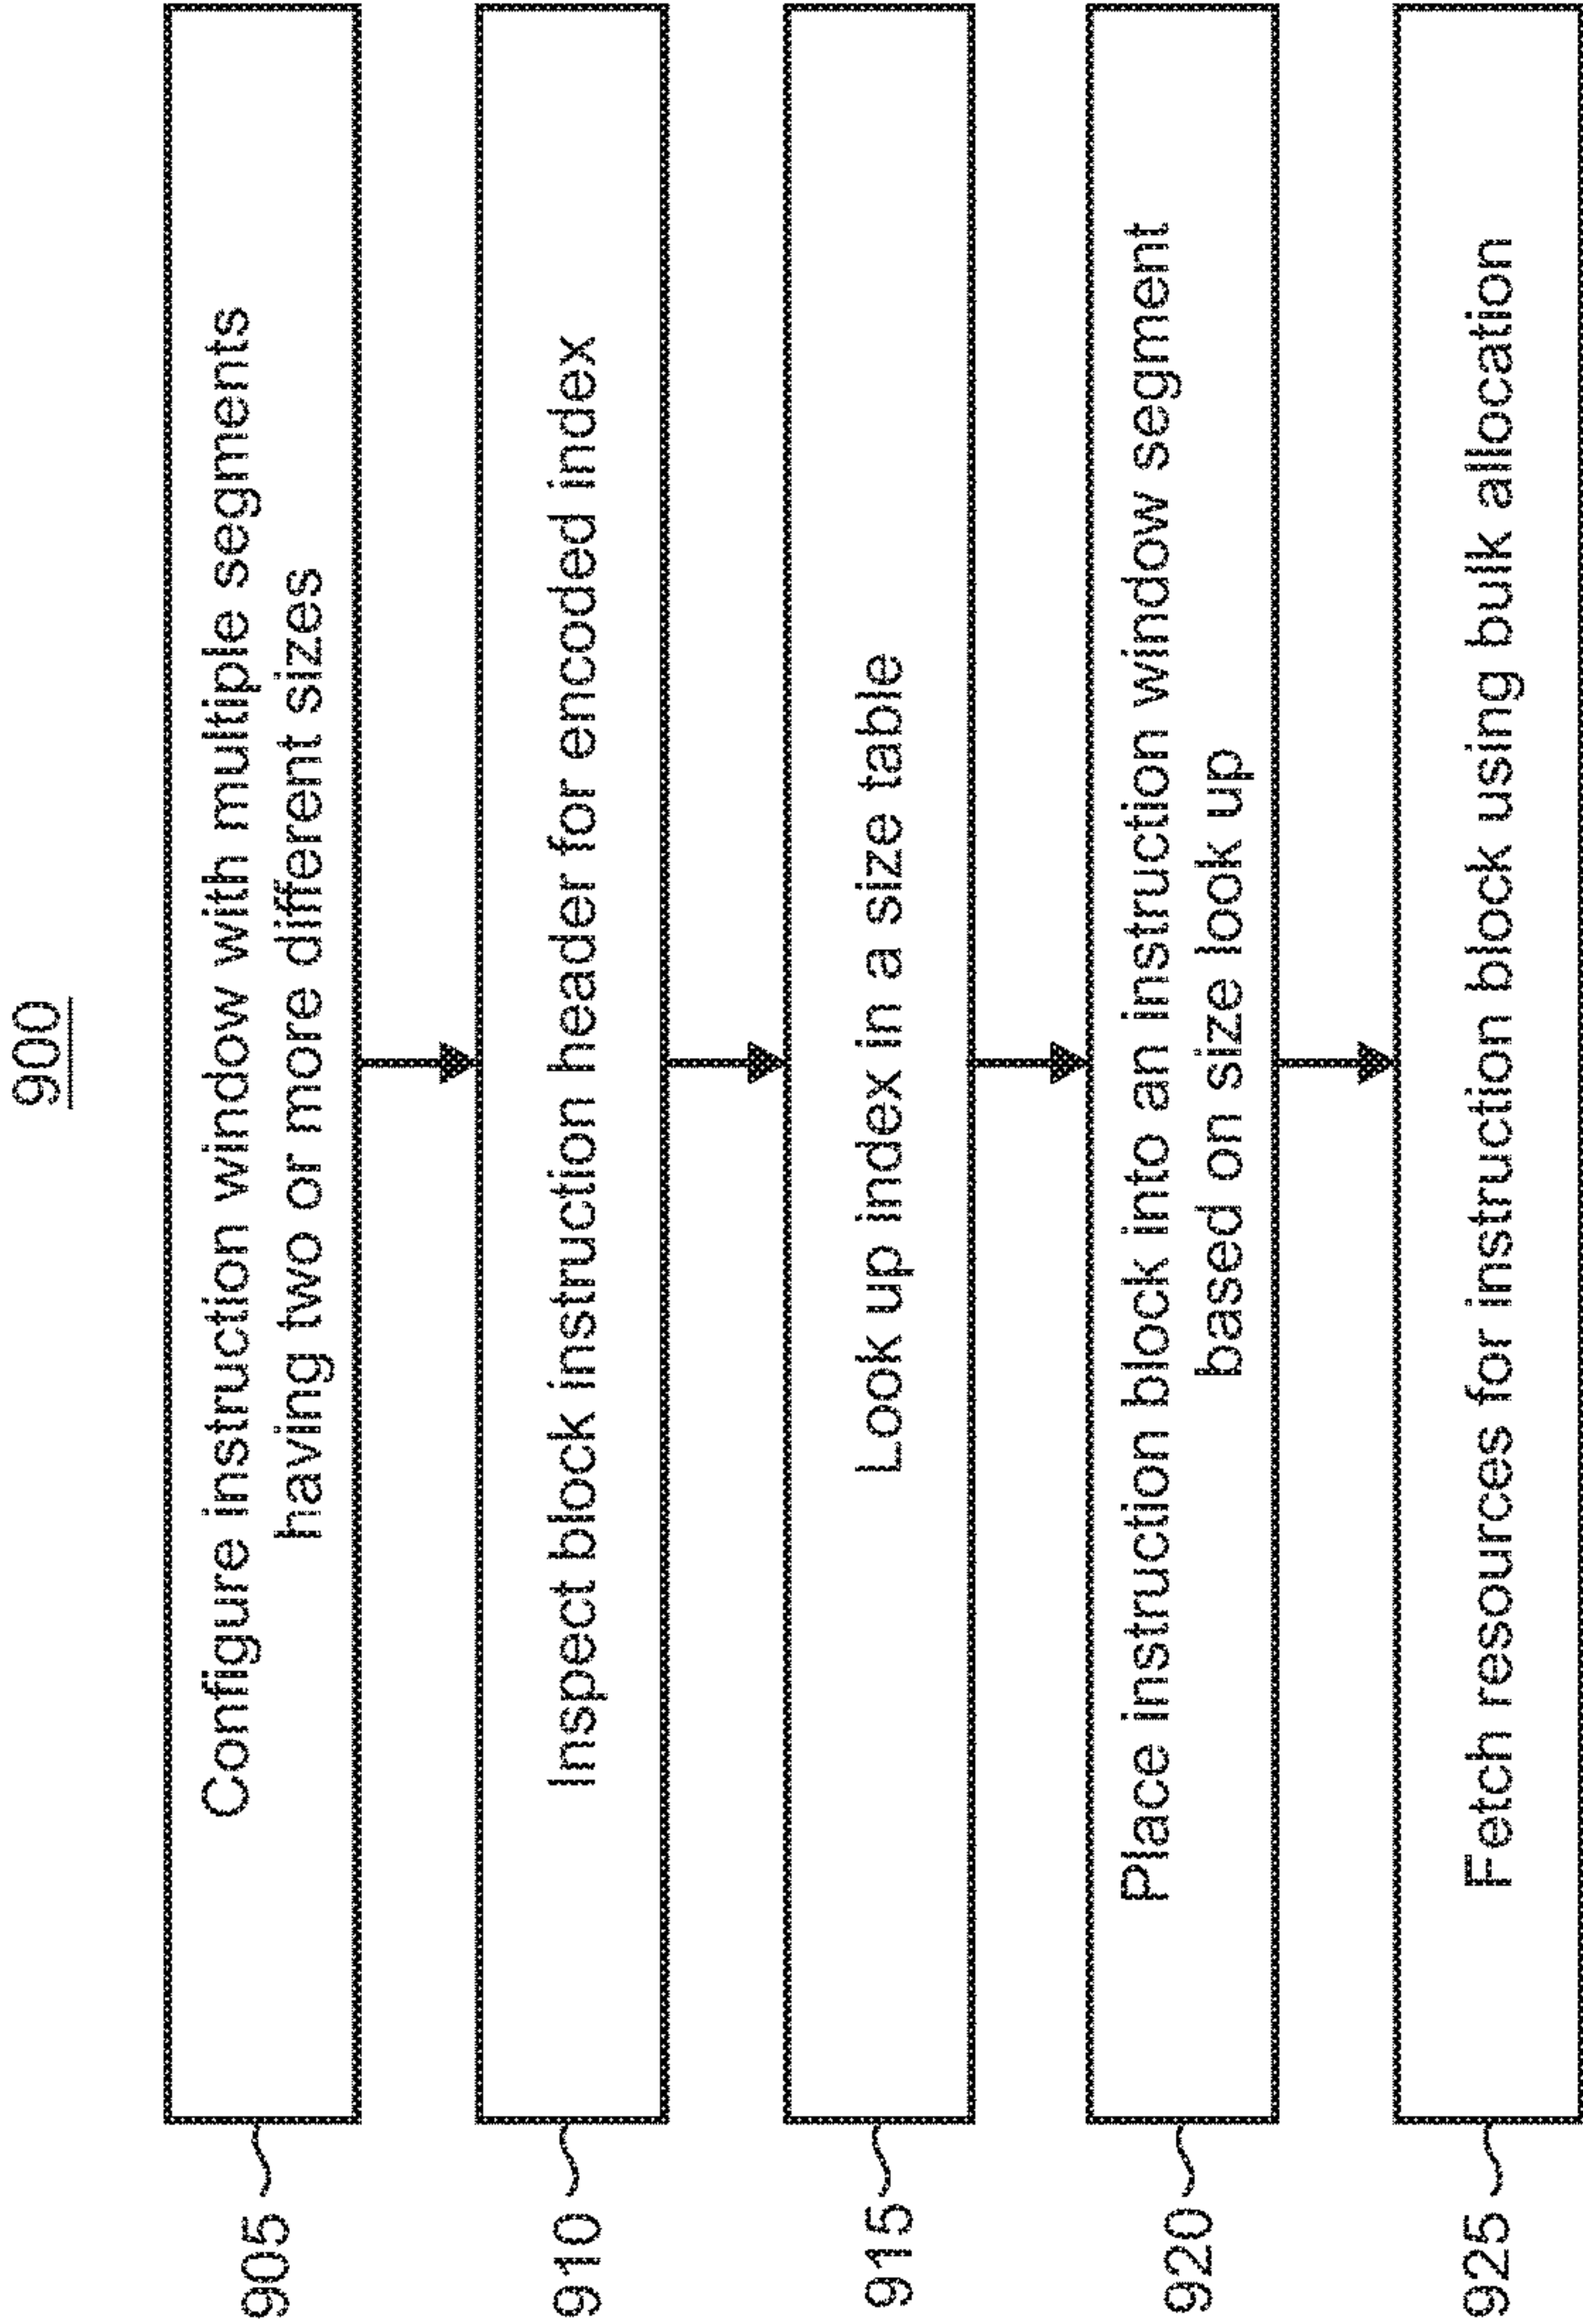 900
905
Configure instruction window with multiple segments
having two or more different sizes
910
Inspect block instruction header for encoded index
915
Look up index in a size table
920
Place instruction block into an instruction window segment
based on size look up
925
Fetch resources for instruction block using bulk allocation